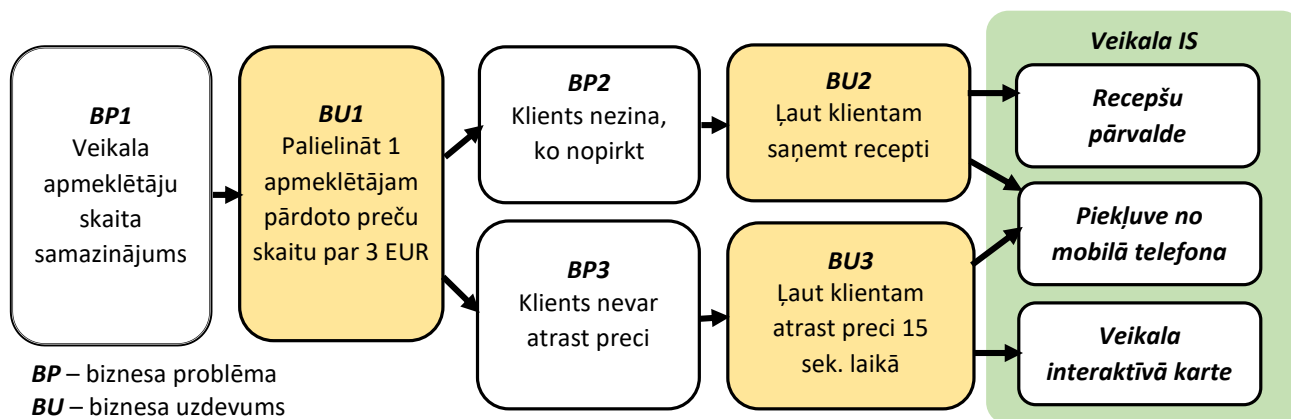 BP1
Veikala
apmeklētāju
skaita
samazinājums
BU1
Palielināt 1
apmeklētājam
pārdoto preču
skaitu par 3 EUR
BP2
Klients nezina,
ko nopirkt
BU2
Ļaut klientam
saņemt recepti
BP3
Klients nevar
atrast preci
BU3
Ļaut klientam
atrast preci 15
sek. laikā
Veikala IS
Recepšu
pārvalde
Piekļuve no
mobilā telefona
Veikala
interaktīvā karte
BP – biznesa problēma
BU – biznesa uzdevums